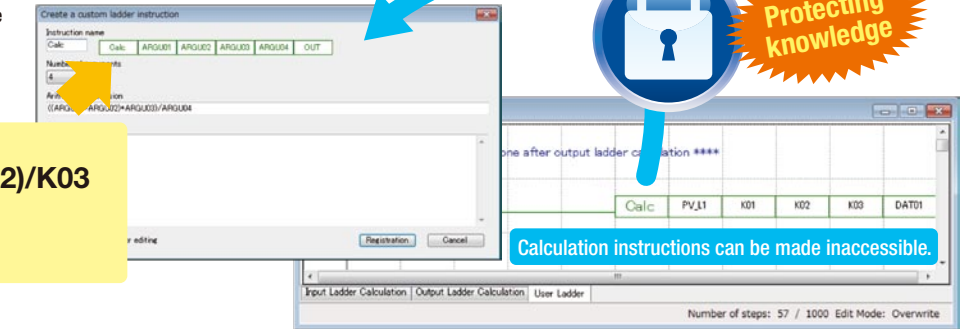 Create a custom ladder instruction
Instruction name
Calc
Calc ARGU01 ARGU02 ARGU03 ARGU04 OUT
4
ARGU02)*ARGU03)/ARGU04
2)/K03
editing
Registration Cancel
Protecting
knowledge
one after output ladder calculation ****
Calc PV_L1 K01 K02 K03 DAT01
Calculation instructions can be made inaccessible.
Input Ladder Calculation Output Ladder Calculation User Ladder
Number of steps: 57 / 1000 Edit Mode: Overwrite